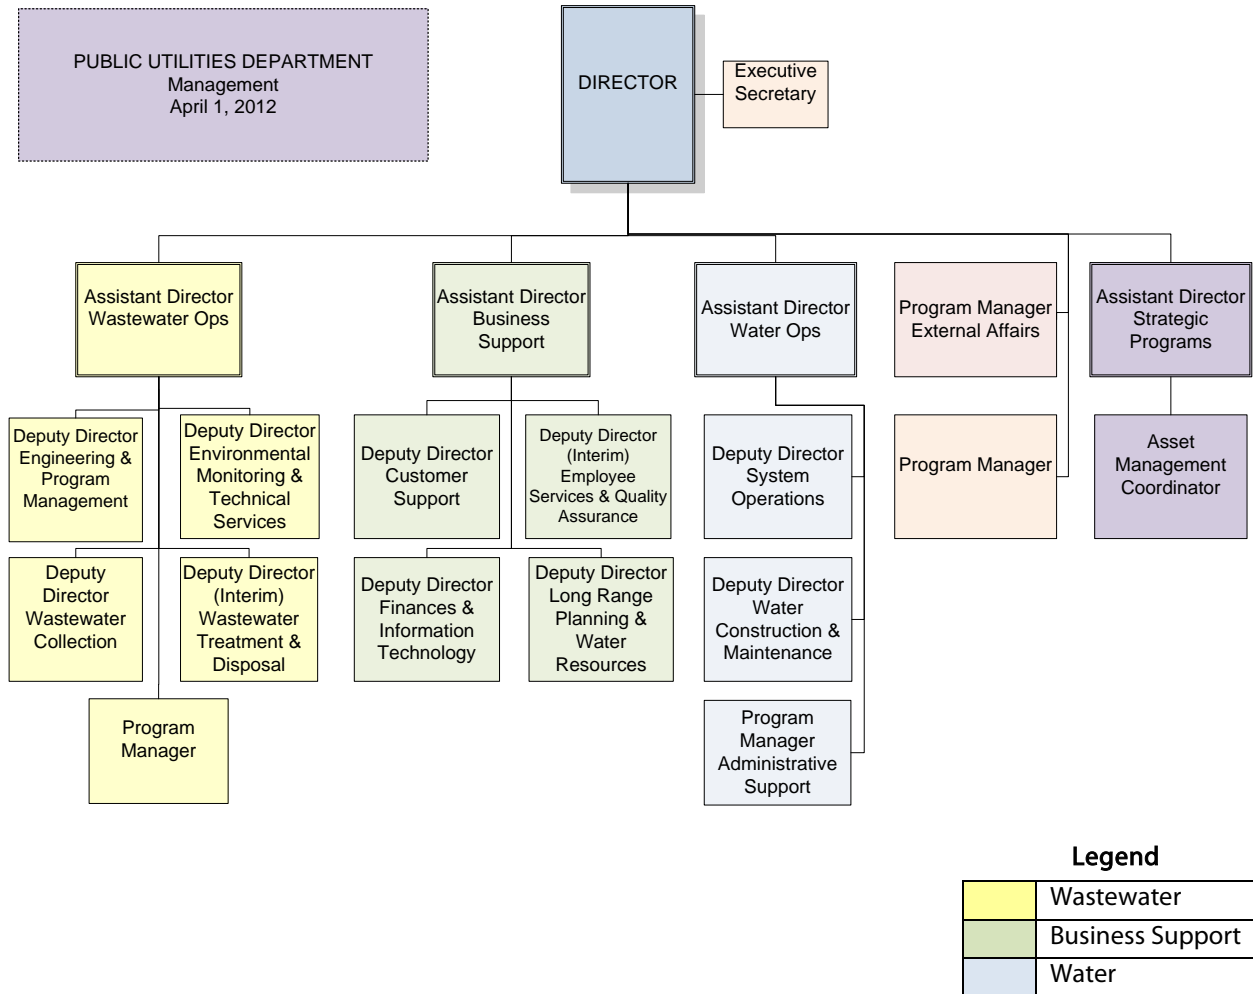 PUBLIC UTILITIES DEPARTMENT
Management
April 1, 2012
DIRECTOR
Executive
Secretary
Assistant Director
Wastewater Ops
Assistant Director
Business
Support
Assistant Director
Water Ops
Program Manager
External Affairs
Assistant Director
Strategic
Programs
Deputy Director
Engineering &
Program
Management
Deputy Director
Environmental
Monitoring &
Technical
Services
Deputy Director
Customer
Support
Deputy Director
(Interim)
Employee
Services & Quality
Assurance
Deputy Director
System
Operations
Program Manager
Asset
Management
Coordinator
Deputy
Director
Wastewater
Collection
Deputy Director
(Interim)
Wastewater
Treatment &
Disposal
Deputy Director
Finances &
Information
Technology
Deputy Director
Long Range
Planning &
Water
Resources
Deputy Director
Water
Construction &
Maintenance
Program
Manager
Program
Manager
Administrative
Support
Legend
Wastewater
Business Support
Water